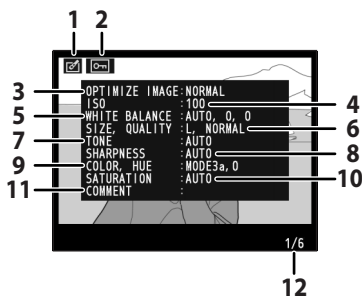 1 2
3 OPTIMIZE IMAGE:NORMAL
ISO :100 4
5 WHITE BALANCE :AUTO, 0, 0
SIZE, QUALITY :L, NORMAL 6
7 TONE :AUTO
SHARPNESS :AUTO 8
9 COLOR, HUE :MODE3a,0
SATURATION :AUTO 10
11 COMMENT :
1/6
12